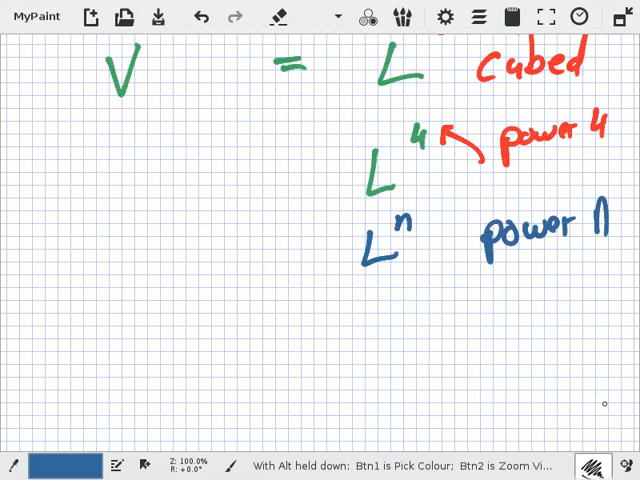 MyPaint
V = L cubed
L⁴ power 4
Lⁿ power n
Z: 100.0%
R: +0.0°
With Alt held down: Btn1 is Pick Colour; Btn2 is Zoom Vi...